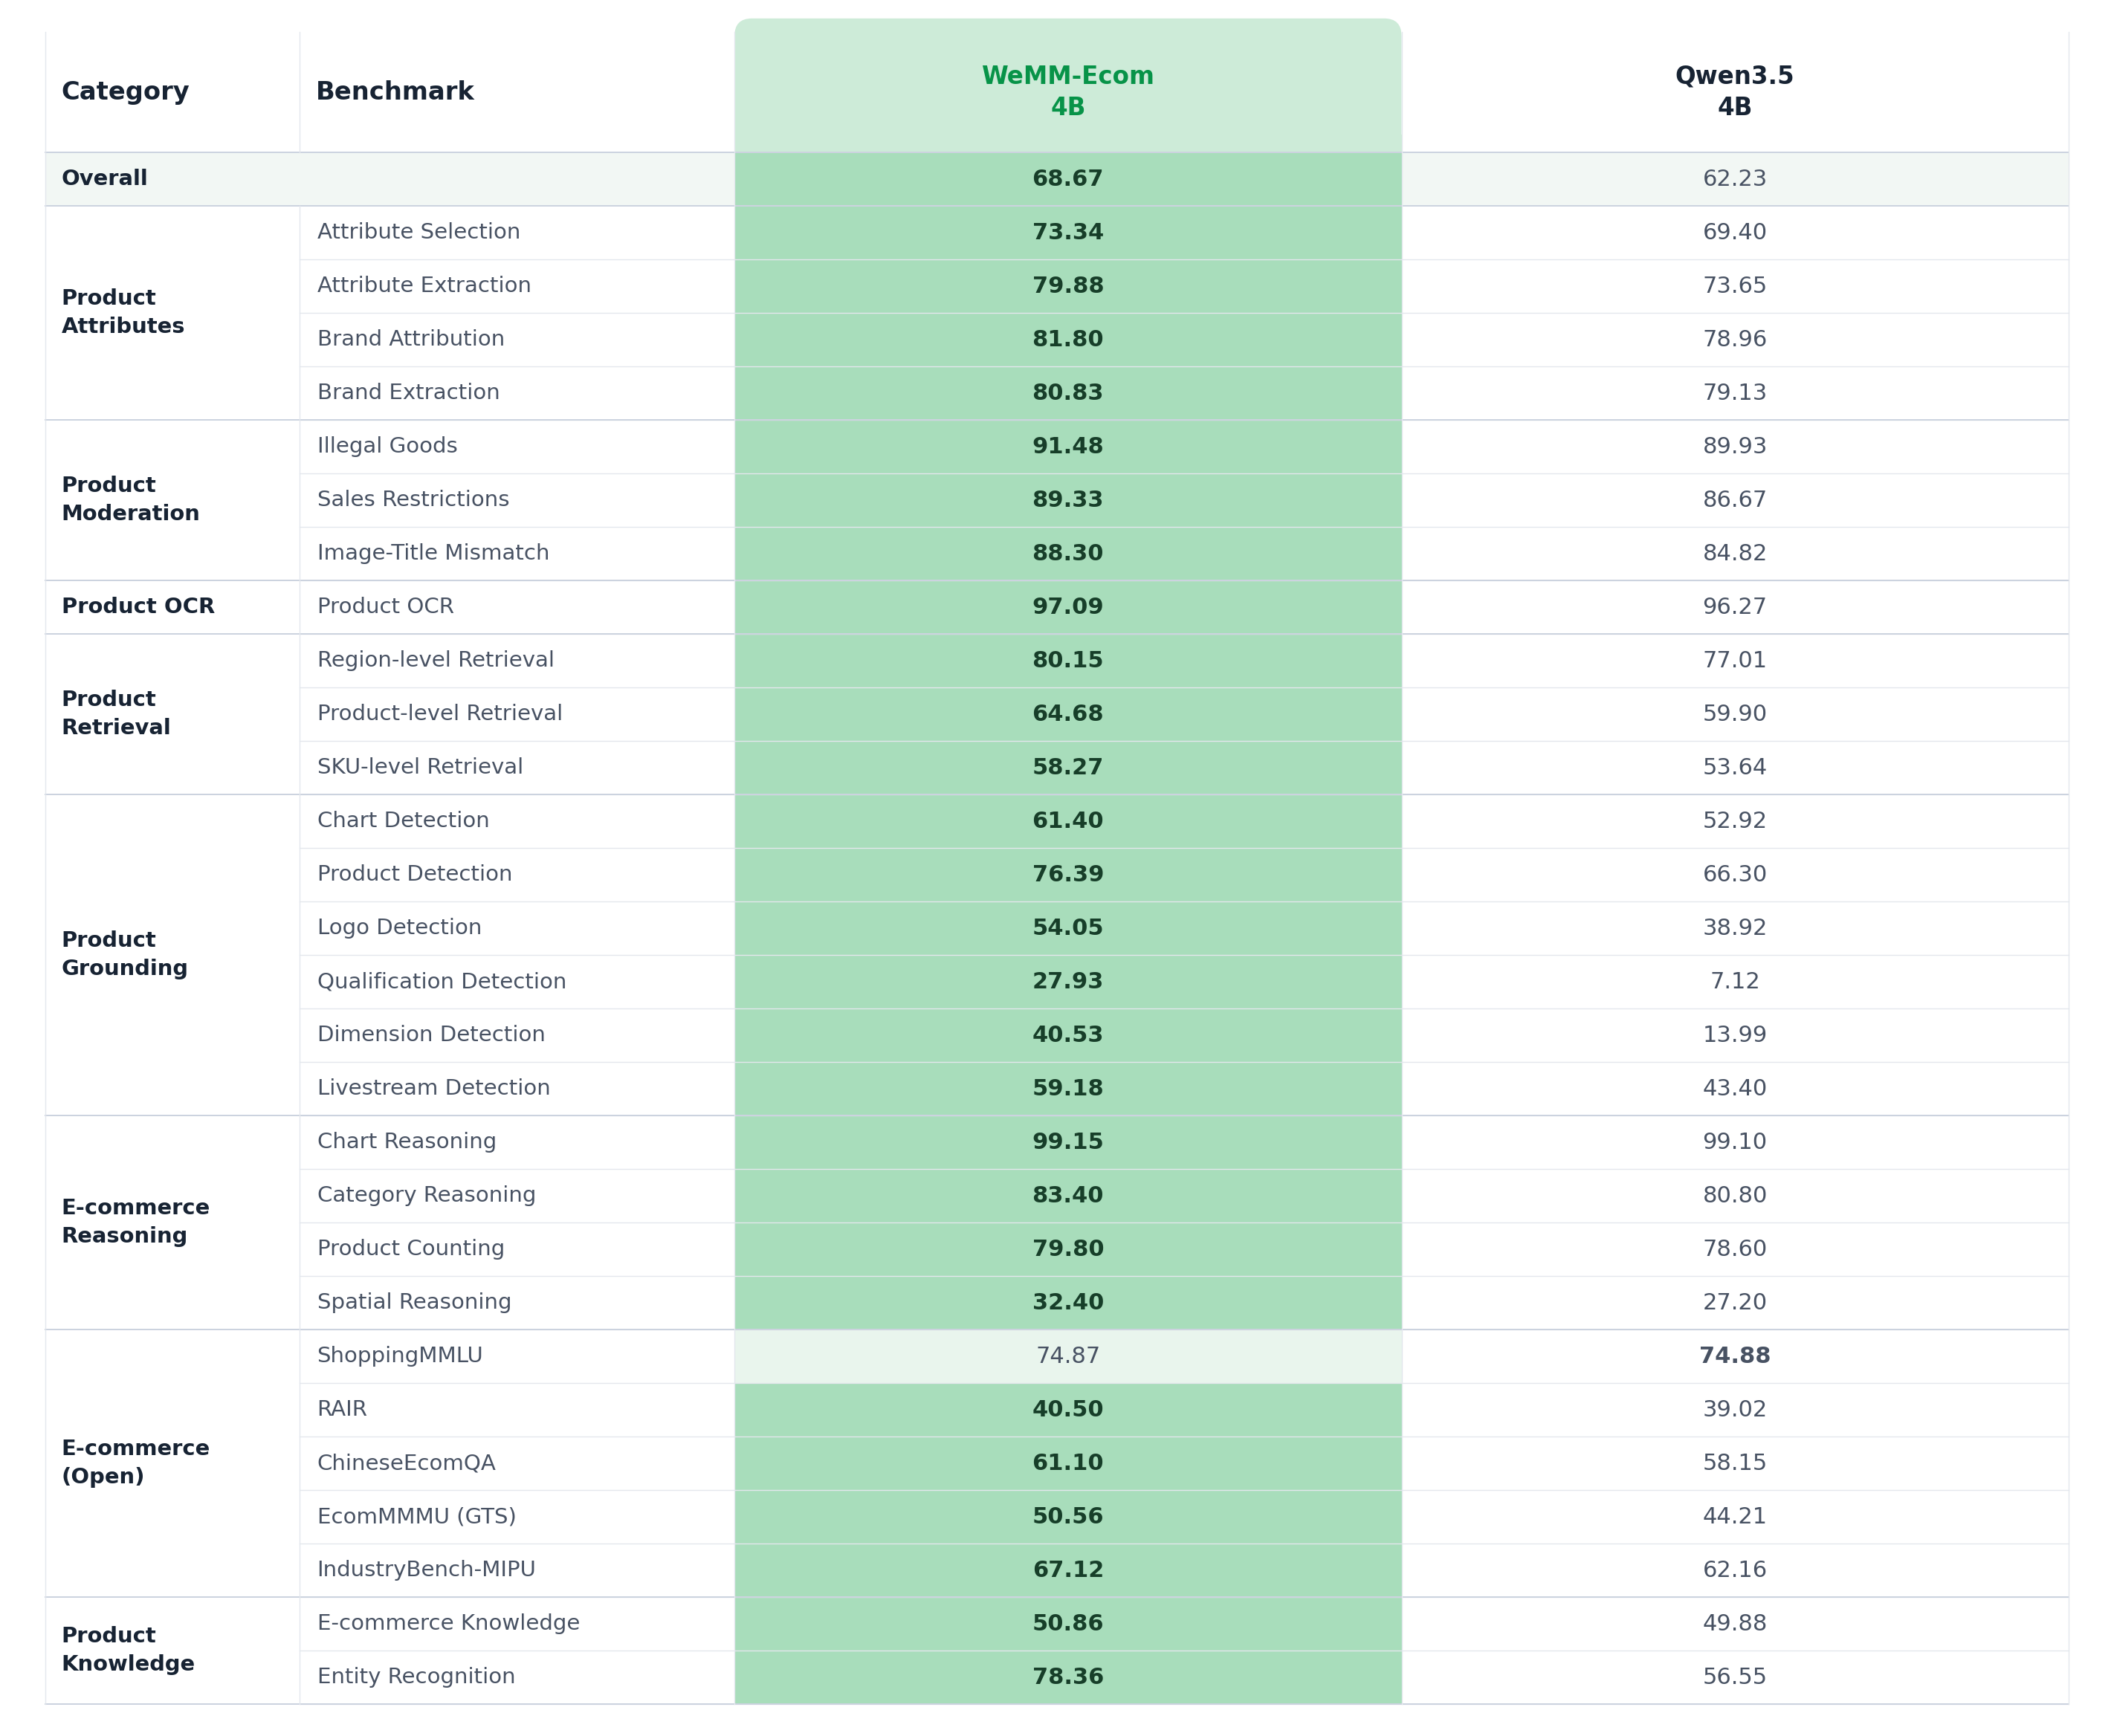 Category Benchmark WeMM-Ecom 4B Qwen3.5 4B
Overall 68.67 62.23
Product Attributes
Attribute Selection 73.34 69.40
Attribute Extraction 79.88 73.65
Brand Attribution 81.80 78.96
Brand Extraction 80.83 79.13
Product Moderation
Illegal Goods 91.48 89.93
Sales Restrictions 89.33 86.67
Image-Title Mismatch 88.30 84.82
Product OCR Product OCR 97.09 96.27
Product Retrieval
Region-level Retrieval 80.15 77.01
Product-level Retrieval 64.68 59.90
SKU-level Retrieval 58.27 53.64
Product Grounding
Chart Detection 61.40 52.92
Product Detection 76.39 66.30
Logo Detection 54.05 38.92
Qualification Detection 27.93 7.12
Dimension Detection 40.53 13.99
Livestream Detection 59.18 43.40
E-commerce Reasoning
Chart Reasoning 99.15 99.10
Category Reasoning 83.40 80.80
Product Counting 79.80 78.60
Spatial Reasoning 32.40 27.20
E-commerce (Open)
ShoppingMMLU 74.87 74.88
RAIR 40.50 39.02
ChineseEcomQA 61.10 58.15
EcomMMMU (GTS) 50.56 44.21
IndustryBench-MIPU 67.12 62.16
Product Knowledge
E-commerce Knowledge 50.86 49.88
Entity Recognition 78.36 56.55